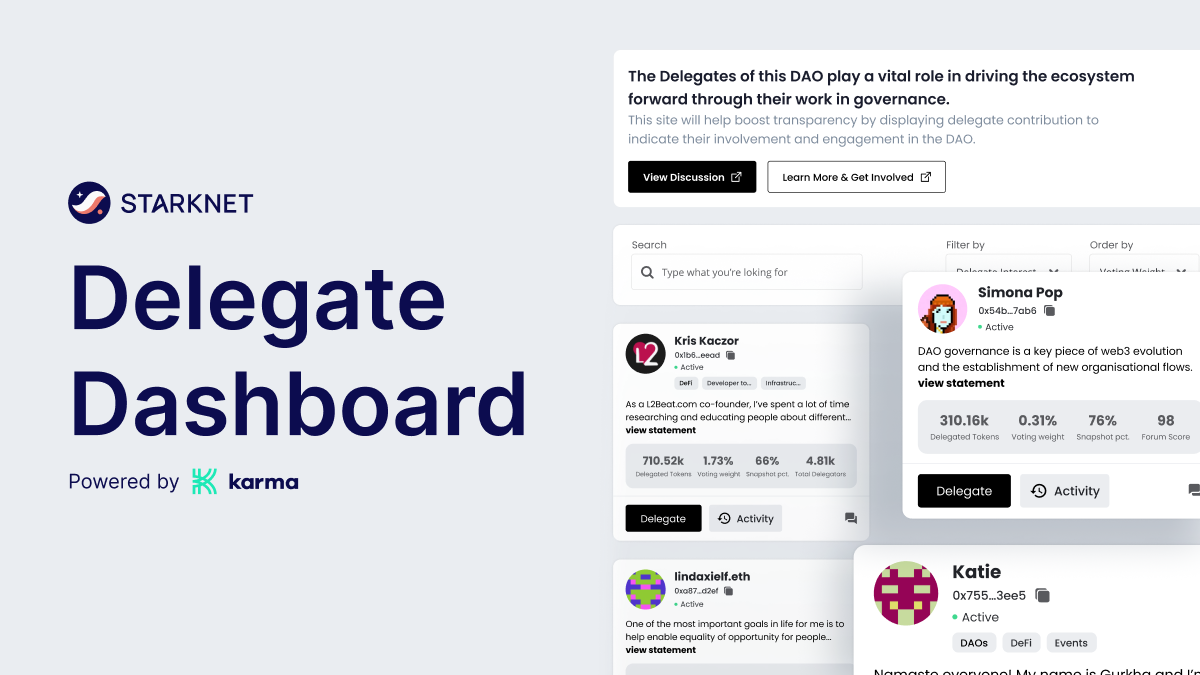 STARKNET
Delegate
Dashboard
Powered by karma
The Delegates of this DAO play a vital role in driving the ecosystem
forward through their work in governance.
This site will help boost transparency by displaying delegate contribution to
indicate their involvement and engagement in the DAO.
View Discussion
Learn More & Get Involved
Search
Filter by
Order by
Type what you're loking for
Delegate Interest
Voting Weight
Kris Kaczor
0x1b6...eead
Active
DeFi
Developer to...
Infrastruc...
As a L2Beat.com co-founder, I've spent a lot of time
researching and educating people about different...
view statement
710.52k
1.73%
66%
4.81k
Delegated Tokens
Voting weight
Snapshot pct.
Total Delegators
Delegate
Activity
Simona Pop
0x54b...7ab6
Active
DAO governance is a key piece of web3 evolution
and the establishment of new organisational flows.
view statement
310.16k
0.31%
76%
98
Delegated Tokens
Voting weight
Snapshot pct.
Forum Score
Delegate
Activity
lindaxielf.eth
0xa87...d2ef
Active
One of the most important goals in life for me is to
help enable equality of opportunity for people...
view statement
Katie
0x755...3ee5
Active
DAOs
DeFi
Events
Namaste everyone! My name is Gurkha and I'm